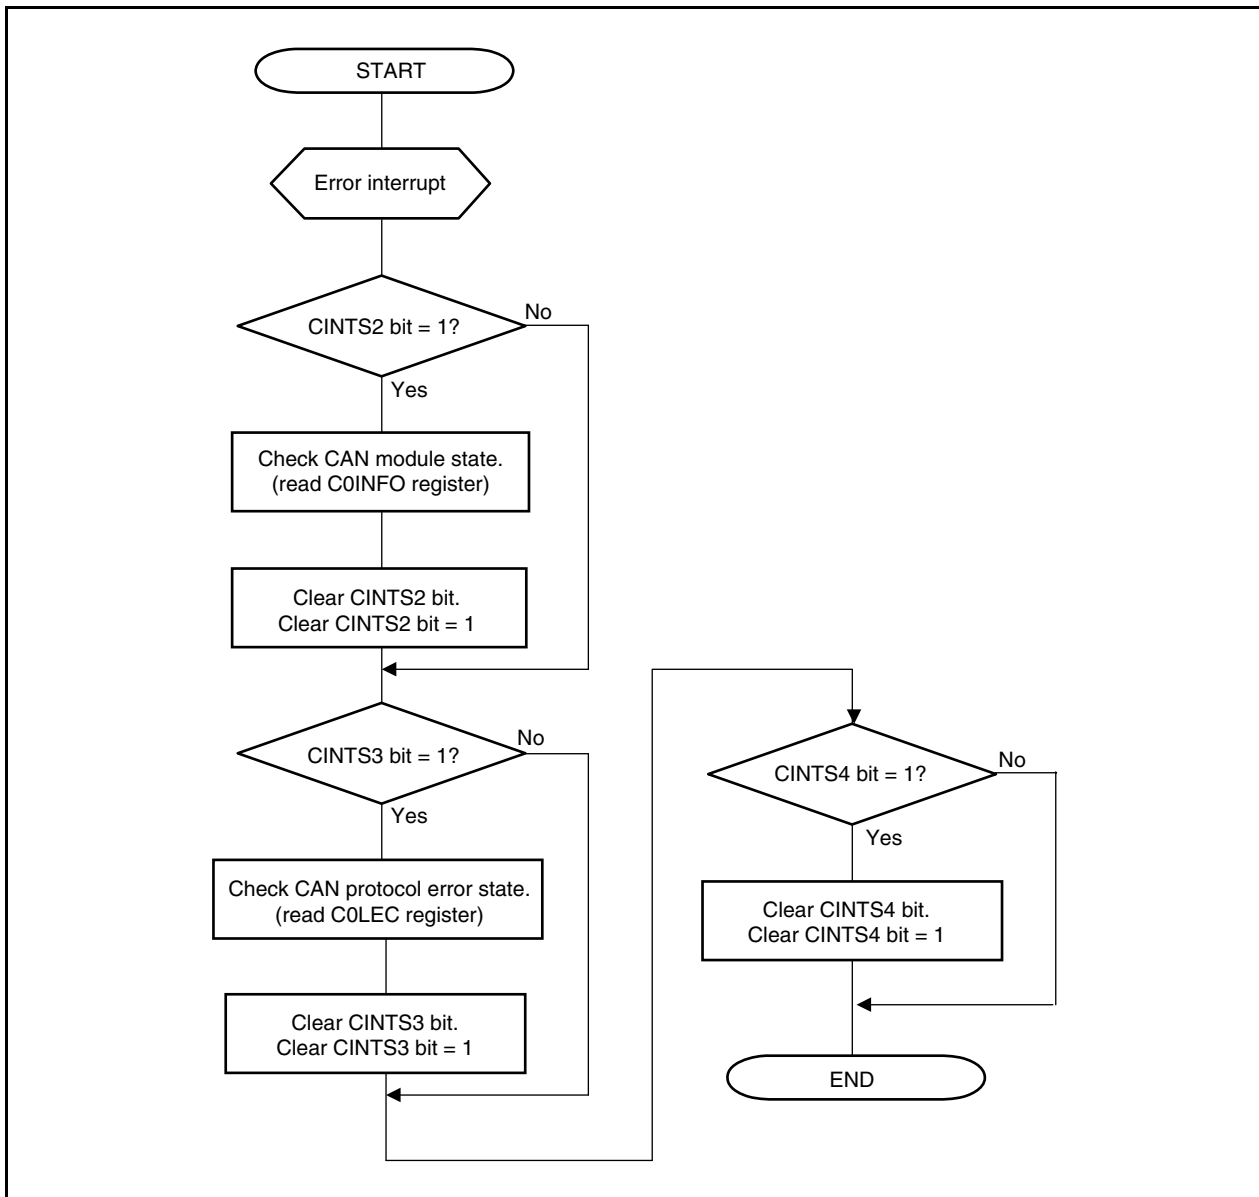 START
Error interrupt
CINTS2 bit = 1?
No
Yes
Check CAN module state.
(read C0INFO register)
Clear CINTS2 bit.
Clear CINTS2 bit = 1
CINTS3 bit = 1?
No
Yes
Check CAN protocol error state.
(read C0LEC register)
Clear CINTS3 bit.
Clear CINTS3 bit = 1
CINTS4 bit = 1?
No
Yes
Clear CINTS4 bit.
Clear CINTS4 bit = 1
END